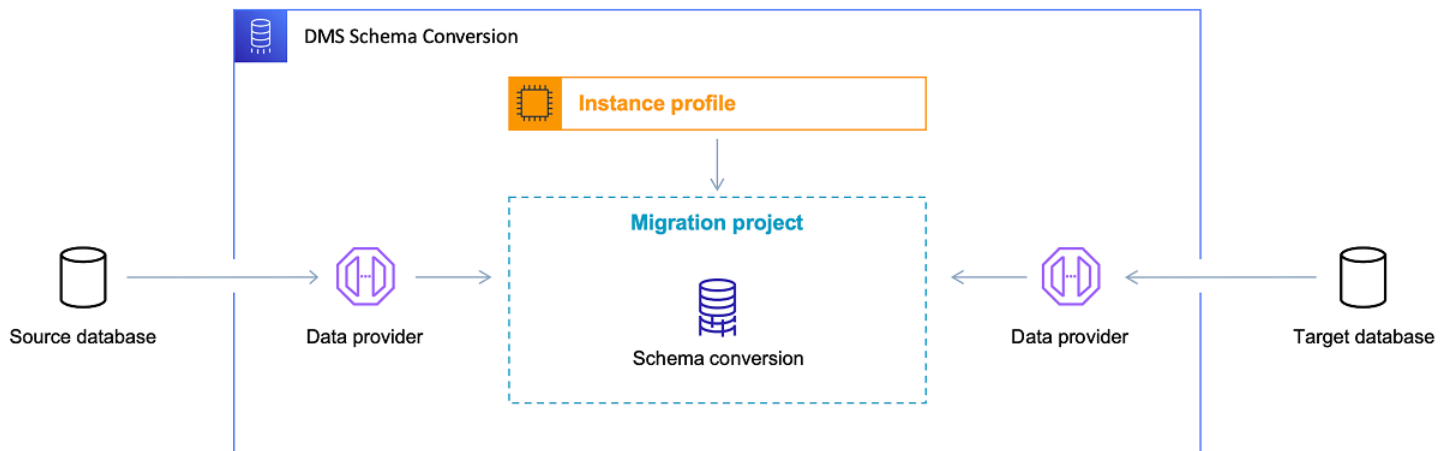 DMS Schema Conversion
Instance profile
Migration project
Schema conversion
Source database
Data provider
Data provider
Target database